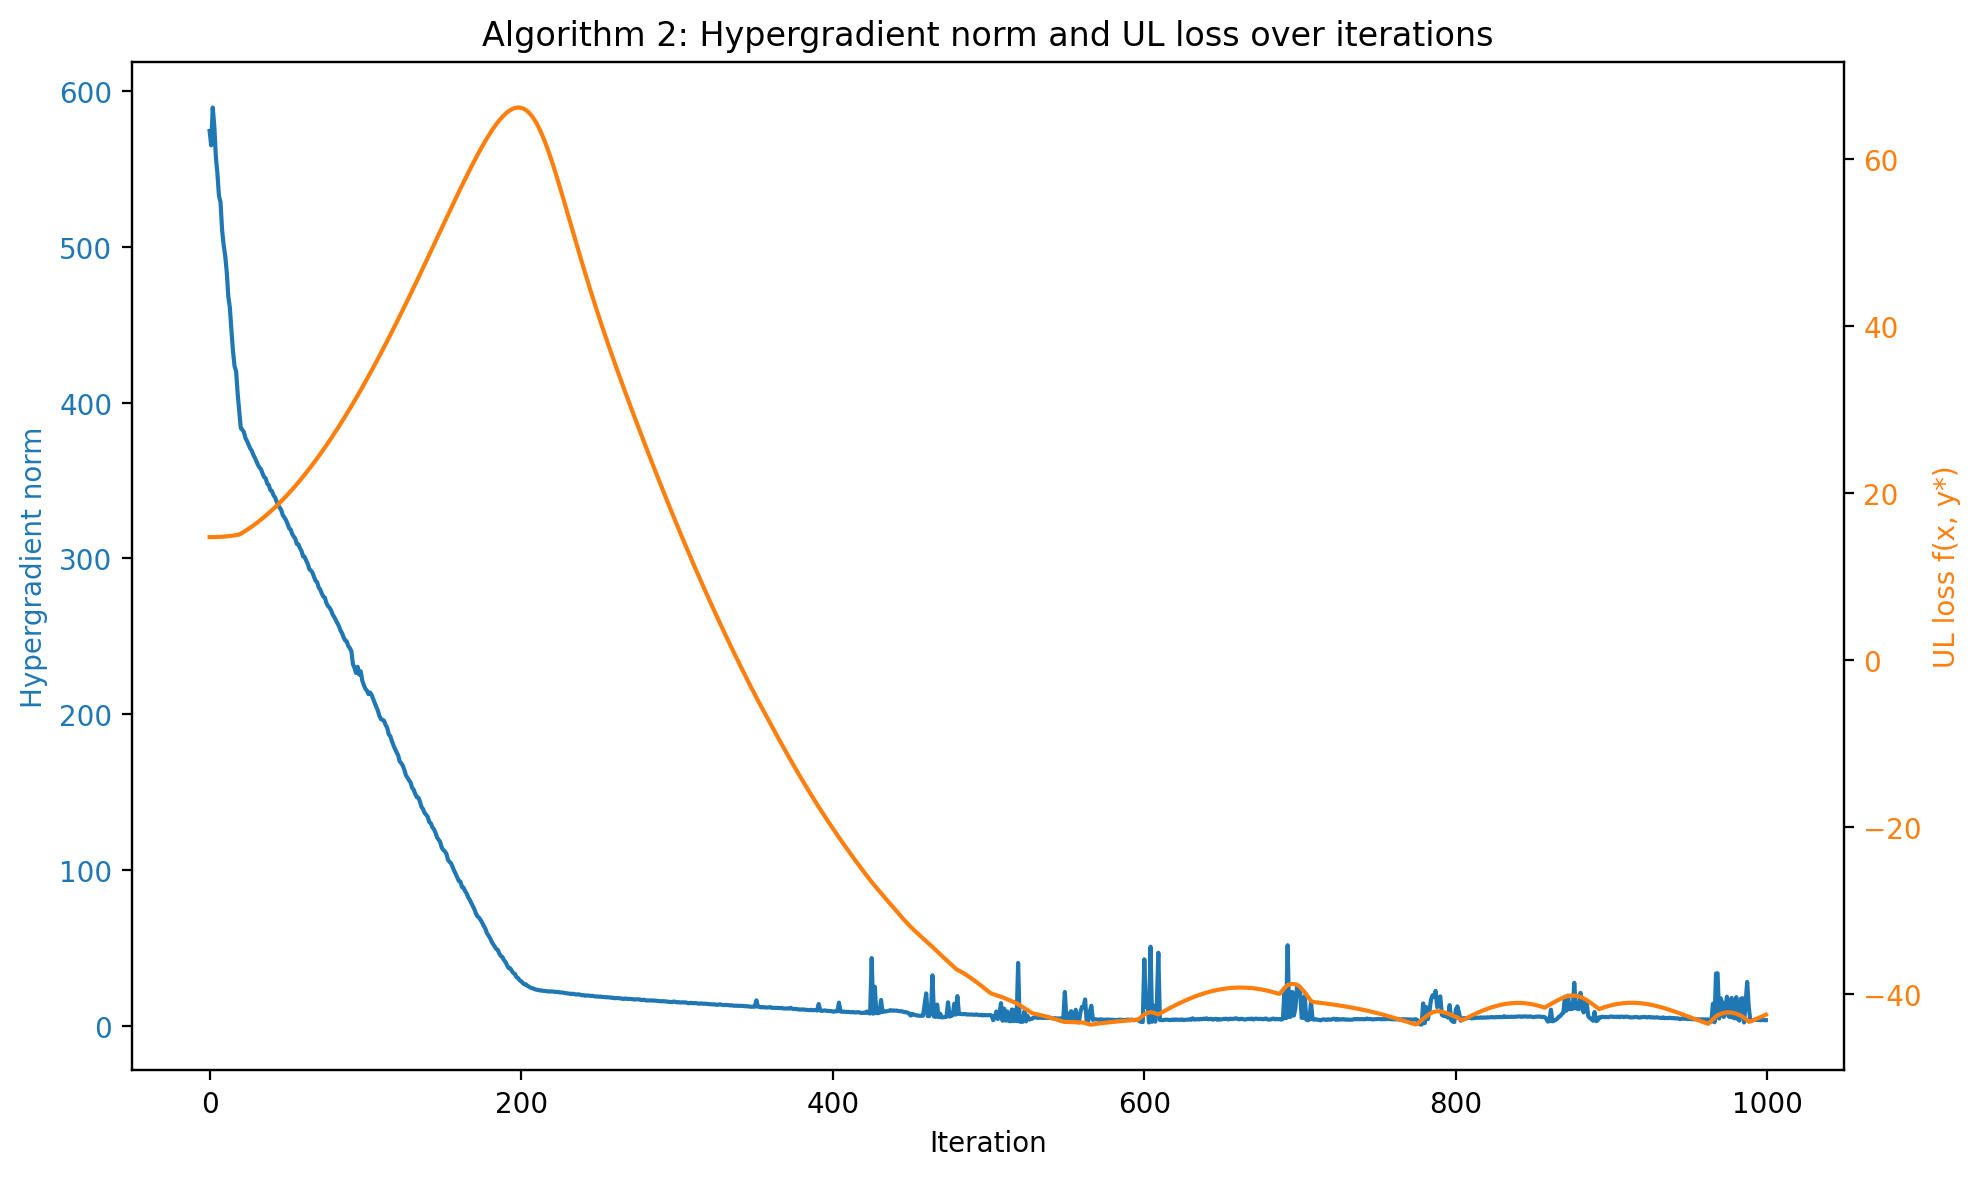 Algorithm 2: Hypergradient norm and UL loss over iterations
Hypergradient norm
600
500
400
300
200
100
0
60
40
20
0
−20
−40
UL loss f(x, y*)
0 200 400 600 800 1000
Iteration